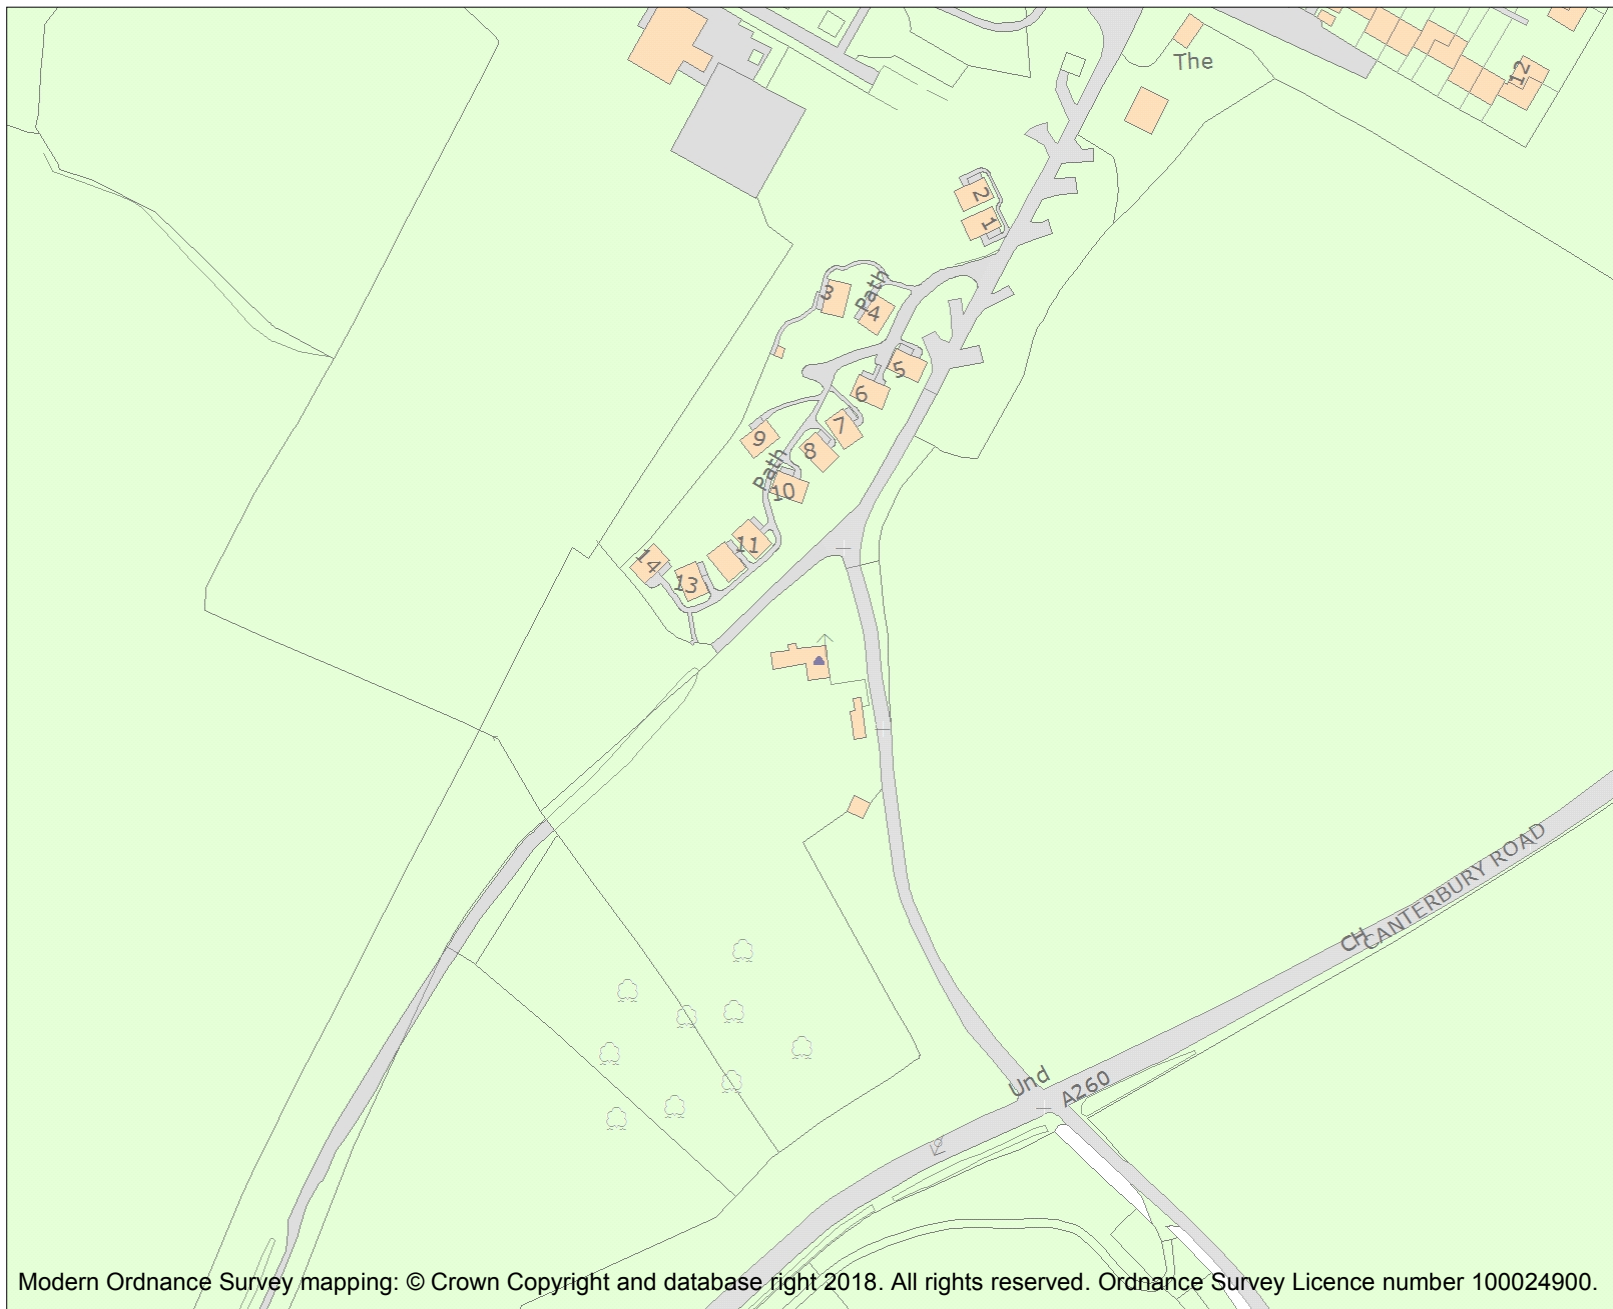 The
12
2
1
3
Path
4
5
6
7
9
8
Path
10
11
14
13
CANTERBURY ROAD
CH
Und
A260
Modern Ordnance Survey mapping: © Crown Copyright and database right 2018. All rights reserved. Ordnance Survey Licence number 100024900.